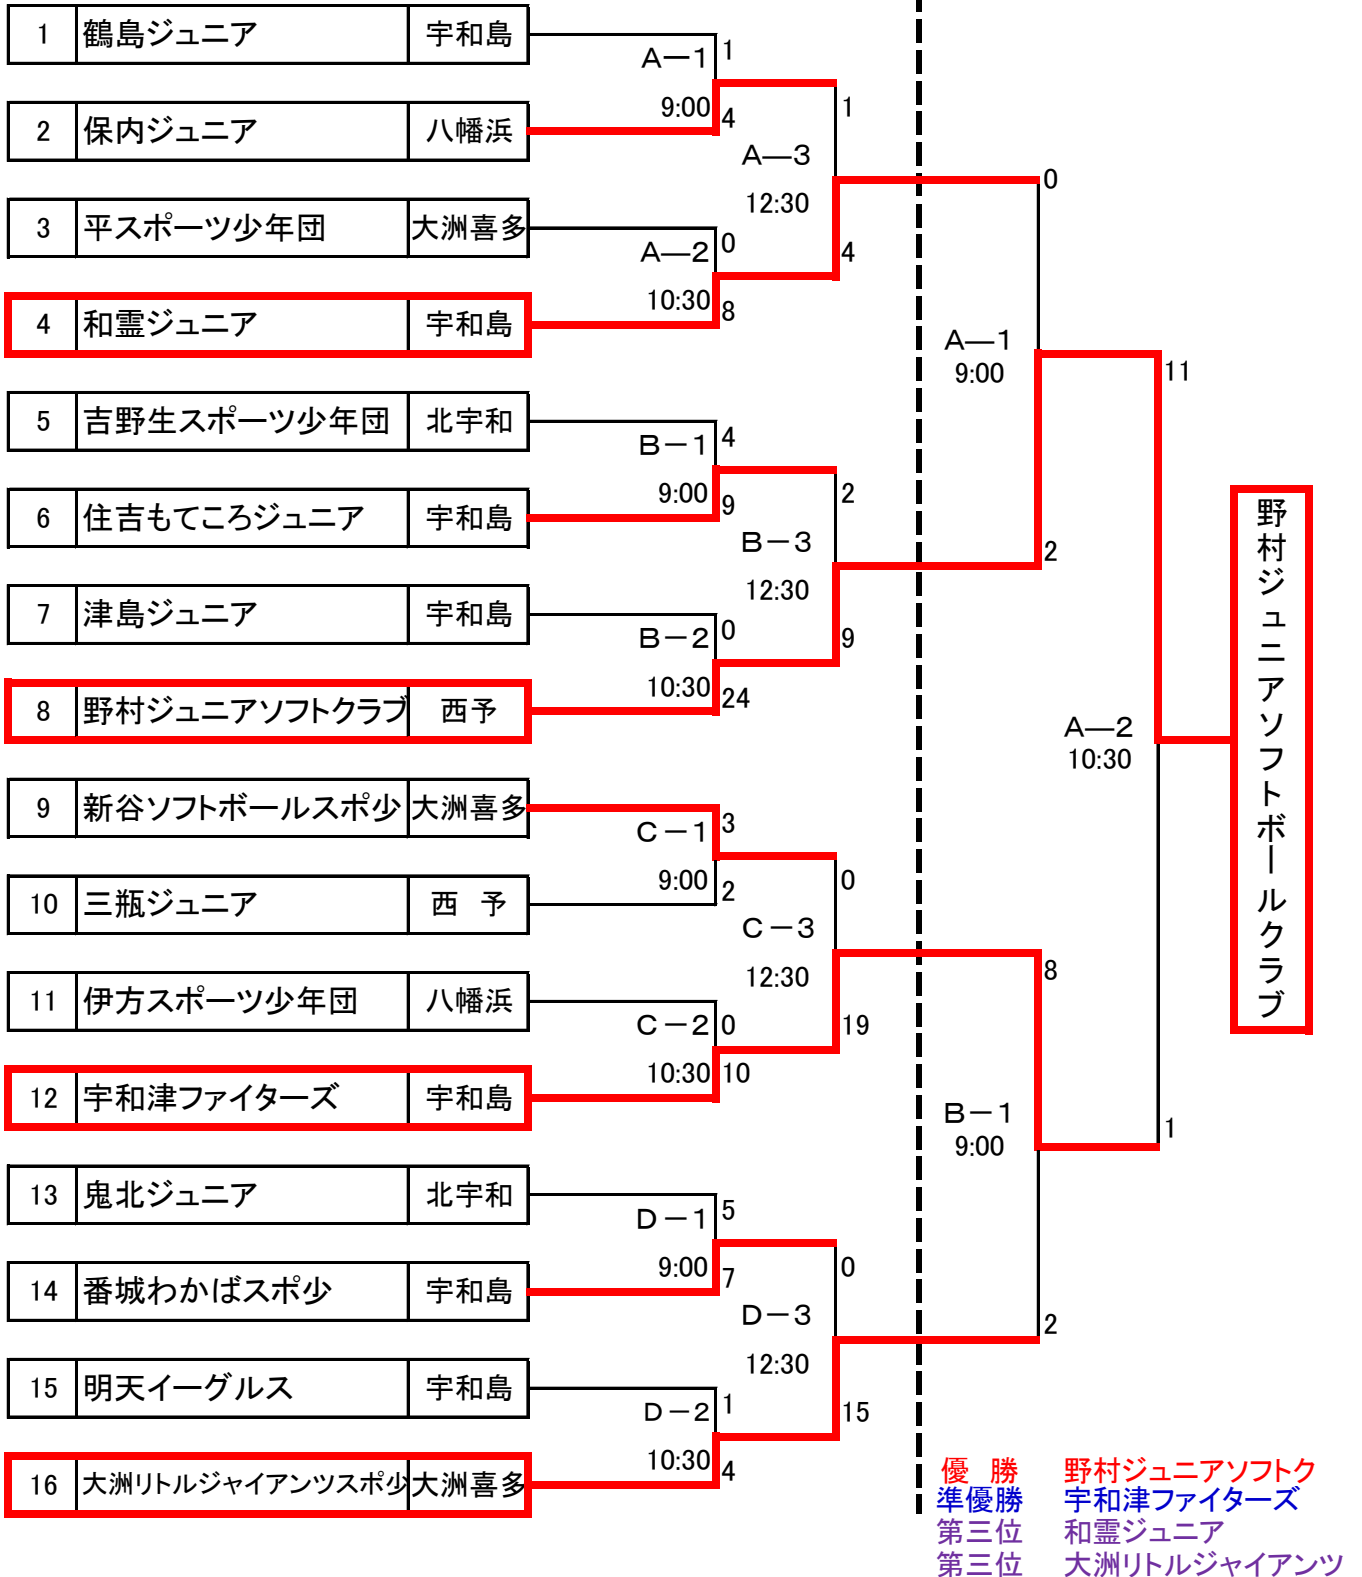 1 鶴島ジュニア 宇和島
A－1 1
9:00 4
2 保内ジュニア 八幡浜
A―3 1
12:30 4
3 平スポーツ少年団 大洲喜多
A―2 0
10:30 8
4 和霊ジュニア 宇和島
0
A―1
9:00
2
5 吉野生スポーツ少年団 北宇和
B－1 4
9:00 9
6 住吉もてころジュニア 宇和島
B－3 2
12:30 9
7 津島ジュニア 宇和島
B－2 0
10:30 24
8 野村ジュニアソフトクラブ 西予
11
A―2
10:30
1
野村ジュニアソフトボールクラブ
9 新谷ソフトボールスポ少 大洲喜多
C－1 3
9:00 2
10 三瓶ジュニア 西 予
C－3 0
12:30 19
11 伊方スポーツ少年団 八幡浜
C－2 0
10:30 10
12 宇和津ファイターズ 宇和島
8
B－1
9:00
2
13 鬼北ジュニア 北宇和
D－1 5
9:00 7
14 番城わかばスポ少 宇和島
D－3 0
12:30 15
15 明天イーグルス 宇和島
D－2 1
10:30 4
16 大洲リトルジャイアンツスポ少 大洲喜多
優 勝 野村ジュニアソフトク
準優勝 宇和津ファイターズ
第三位 和霊ジュニア
第三位 大洲リトルジャイアンツ